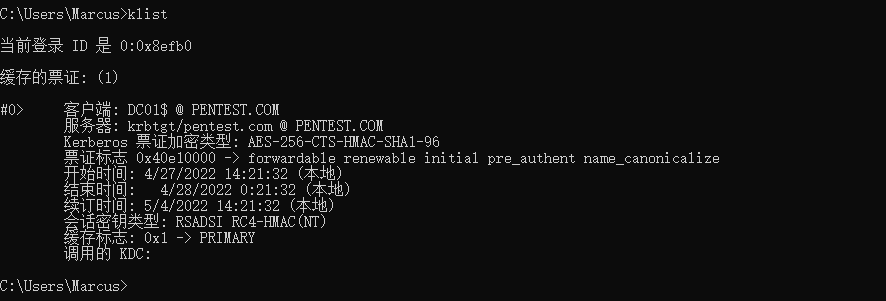 C:\Users\Marcus>klist
当前登录 ID 是 0:0x8efb0
缓存的票证: (1)
#0>     客户端: DC01$ @ PENTEST.COM
        服务器: krbtgt/pentest.com @ PENTEST.COM
        Kerberos 票证加密类型: AES-256-CTS-HMAC-SHA1-96
        票证标志 0x40e10000 -> forwardable renewable initial pre_authent name_canonicalize
        开始时间: 4/27/2022 14:21:32 (本地)
        结束时间:   4/28/2022 0:21:32 (本地)
        续订时间: 5/4/2022 14:21:32 (本地)
        会话密钥类型: RSADSI RC4-HMAC(NT)
        缓存标志: 0x1 -> PRIMARY
        调用的 KDC:
C:\Users\Marcus>